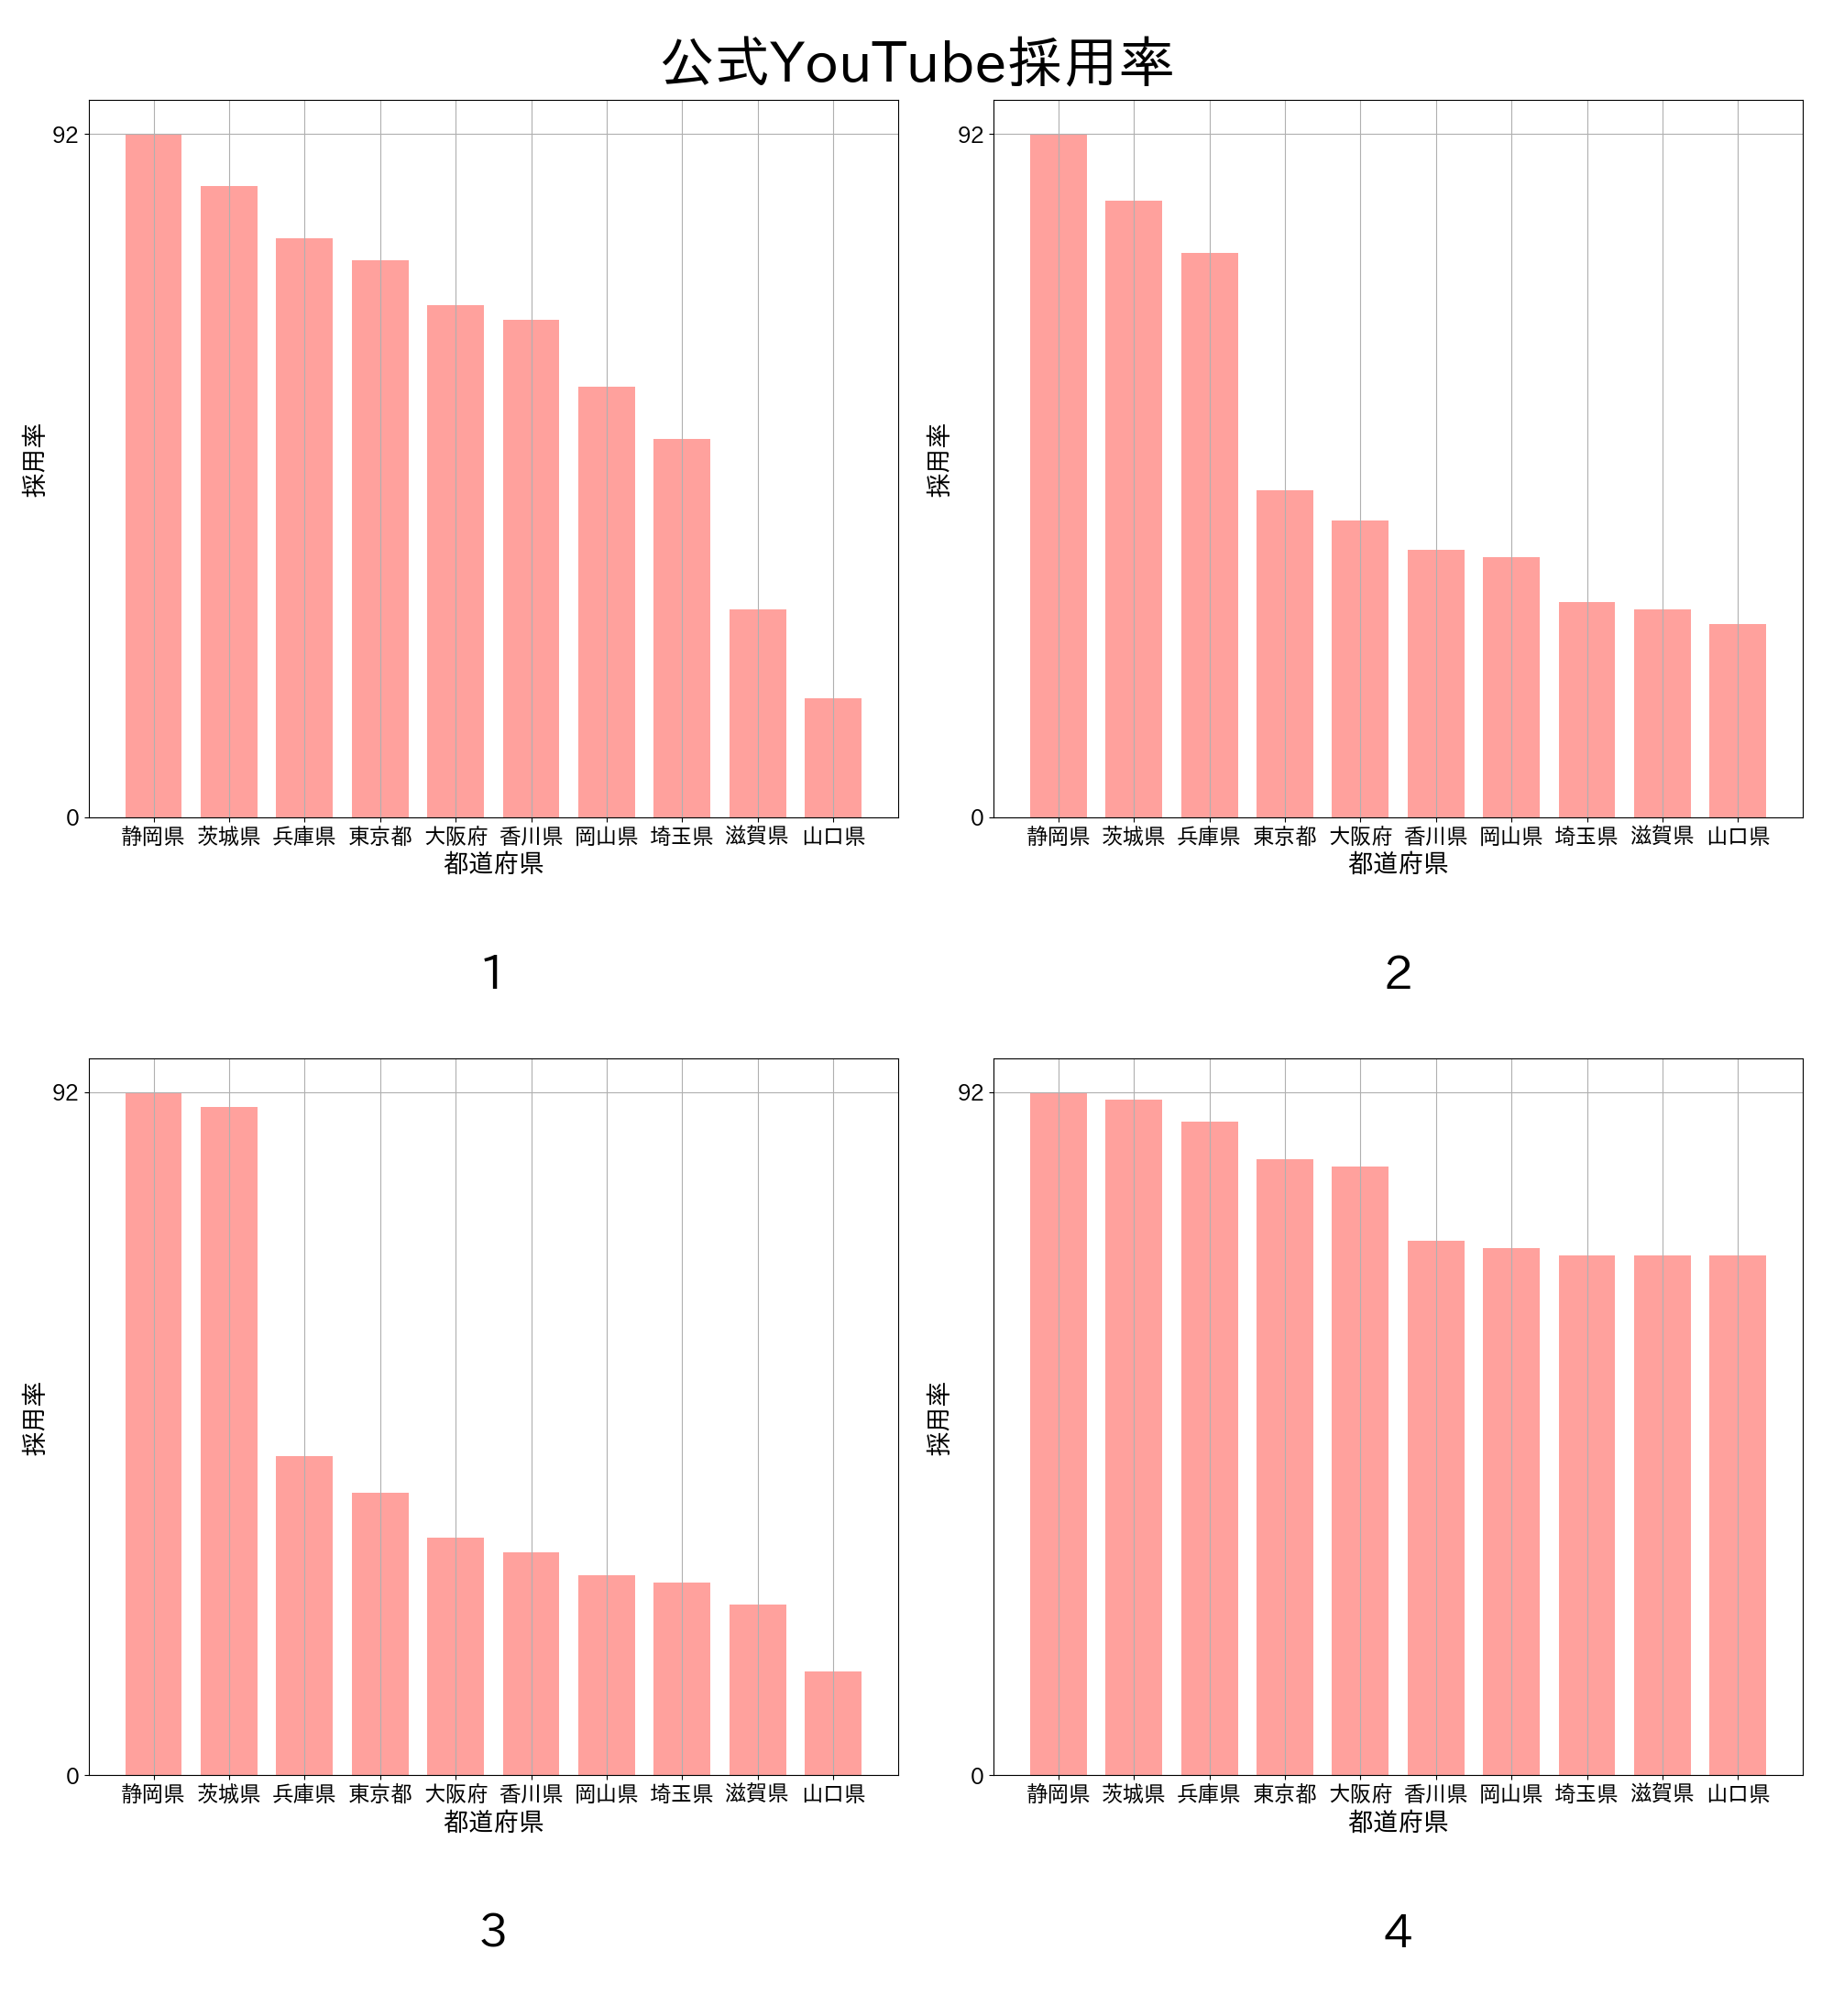 公式YouTube採用率
92
採用率
0
静岡県 茨城県 兵庫県 東京都 大阪府 香川県 岡山県 埼玉県 滋賀県 山口県
都道府県
1
92
採用率
0
静岡県 茨城県 兵庫県 東京都 大阪府 香川県 岡山県 埼玉県 滋賀県 山口県
都道府県
2
92
採用率
0
静岡県 茨城県 兵庫県 東京都 大阪府 香川県 岡山県 埼玉県 滋賀県 山口県
都道府県
3
92
採用率
0
静岡県 茨城県 兵庫県 東京都 大阪府 香川県 岡山県 埼玉県 滋賀県 山口県
都道府県
4